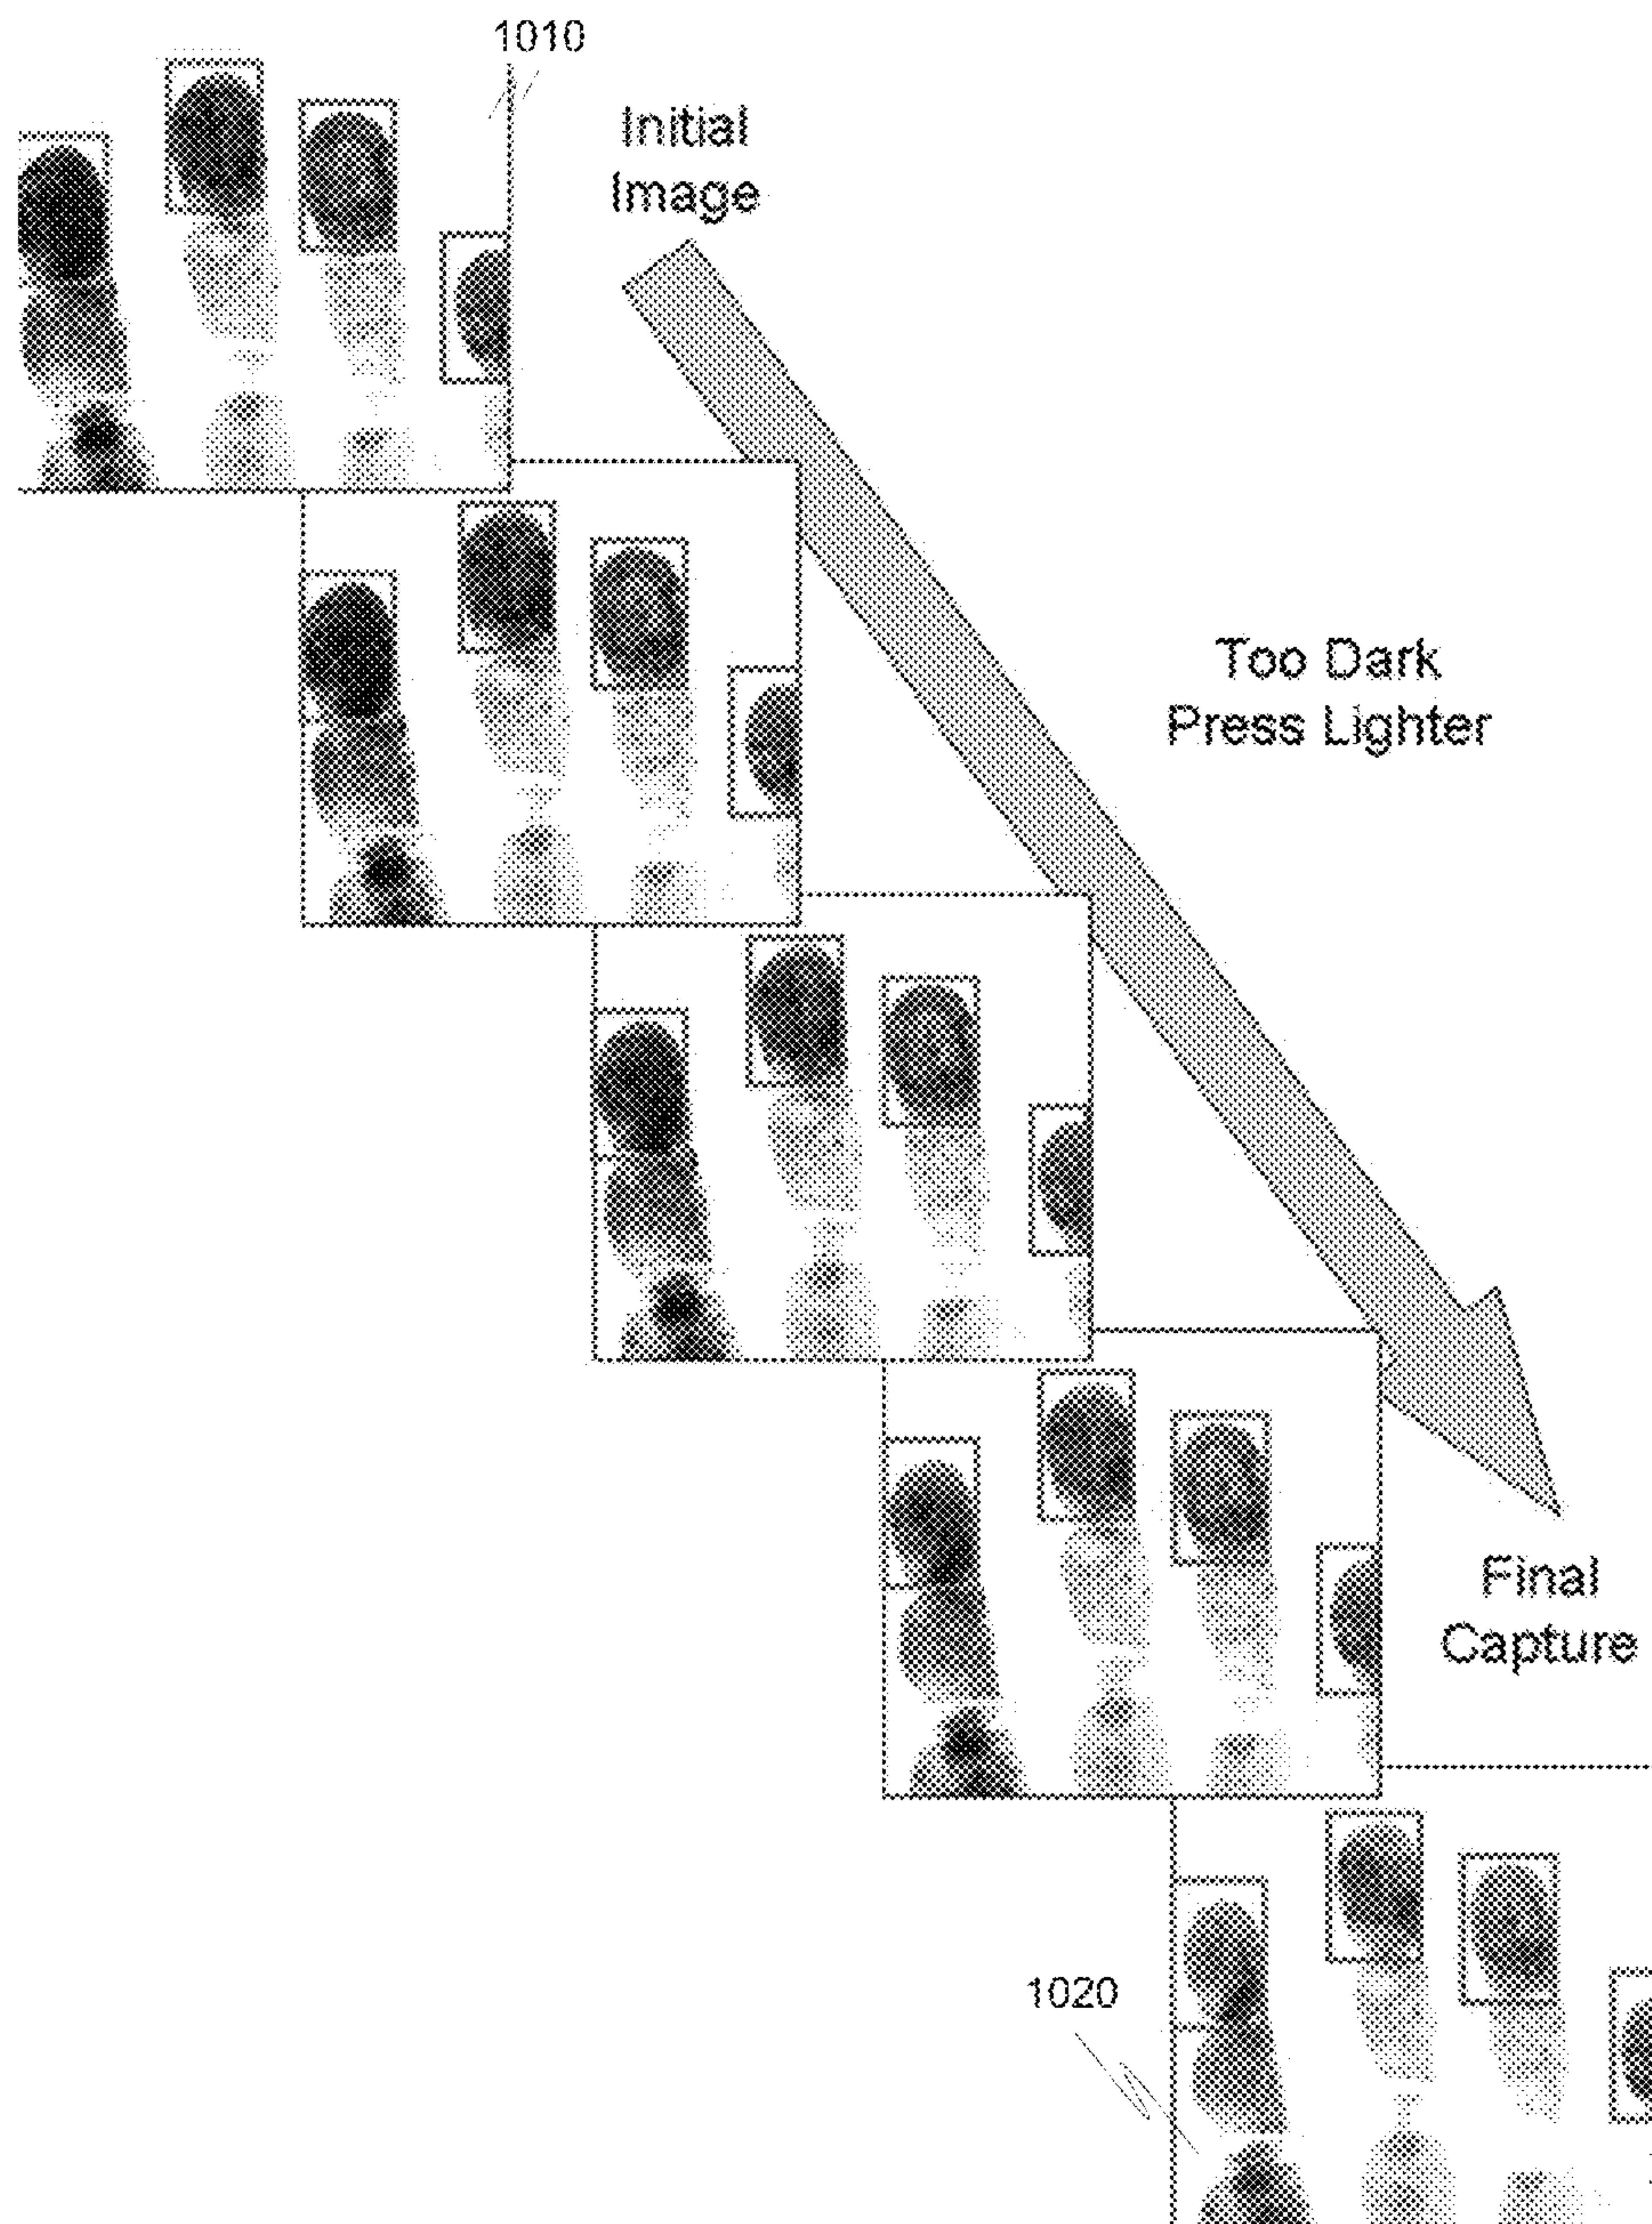 1010
Initial
Image
Too Dark
Press Lighter
Final
Capture
1020